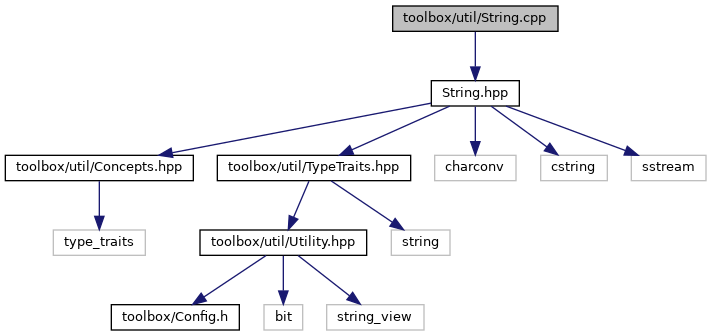 toolbox/util/String.cpp
String.hpp
toolbox/util/Concepts.hpp
toolbox/util/TypeTraits.hpp
charconv
cstring
sstream
type_traits
toolbox/util/Utility.hpp
string
toolbox/Config.h
bit
string_view